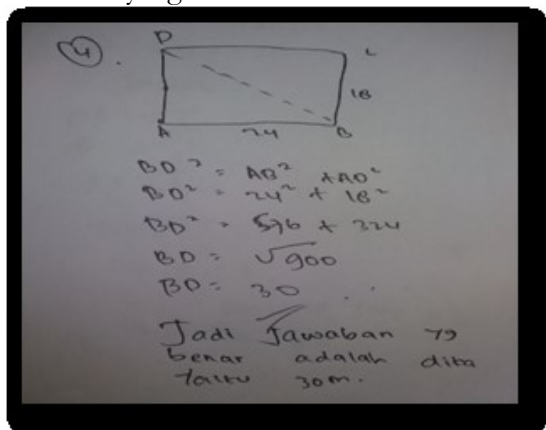 4.
D C
18
A 24 B
BD² = AB² + AD²
BD² = 24² + 18²
BD² = 576 + 324
BD = √900
BD = 30
Jadi Jawaban yg
benar adalah dita
Yaitu 30m.